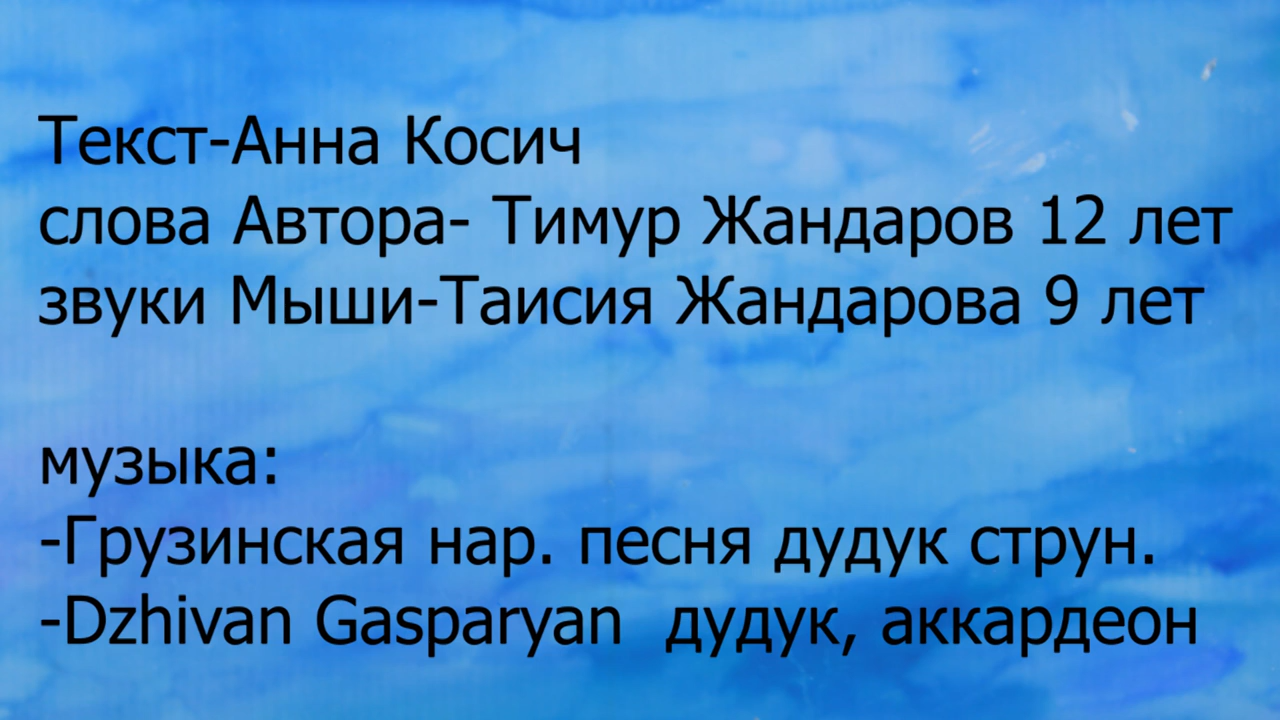 Текст-Анна Косич
слова Автора- Тимур Жандаров 12 лет
звуки Мыши-Таисия Жандарова 9 лет
музыка:
-Грузинская нар. песня дудук струн.
-Dzhivan Gasparyan дудук, аккардеон